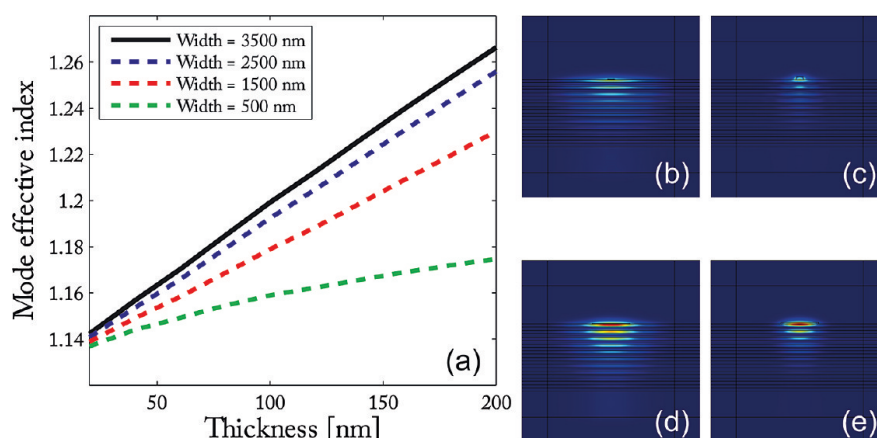 Width = 3500 nm
Width = 2500 nm
Width = 1500 nm
Width = 500 nm
1.26
1.24
1.22
1.2
1.18
1.16
1.14
Mode effective index
50
100
150
200
Thickness [nm]
(a)
(b)
(c)
(d)
(e)